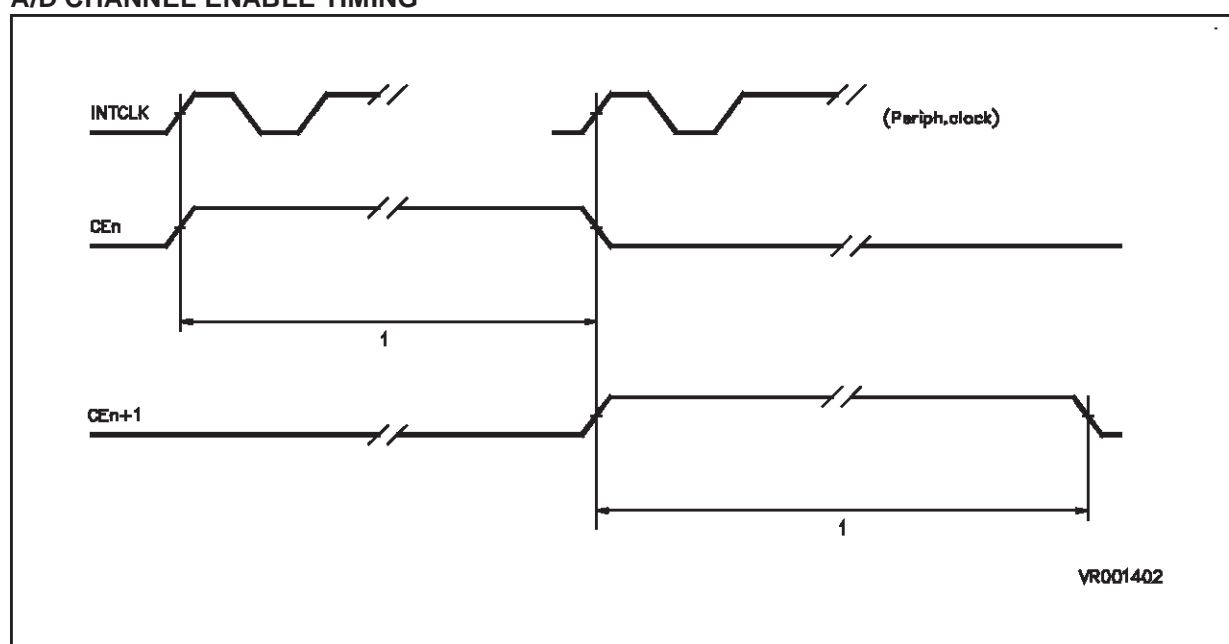 A/D CHANNEL ENABLE TIMING
INTCLK
(Periph.clock)
CEn
1
CEn+1
1
VR001402